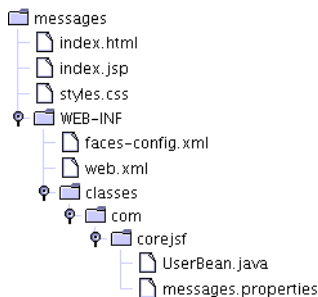 messages
index.html
index.jsp
styles.css
WEB-INF
faces-config.xml
web.xml
classes
com
corejsf
UserBean.java
messages.properties